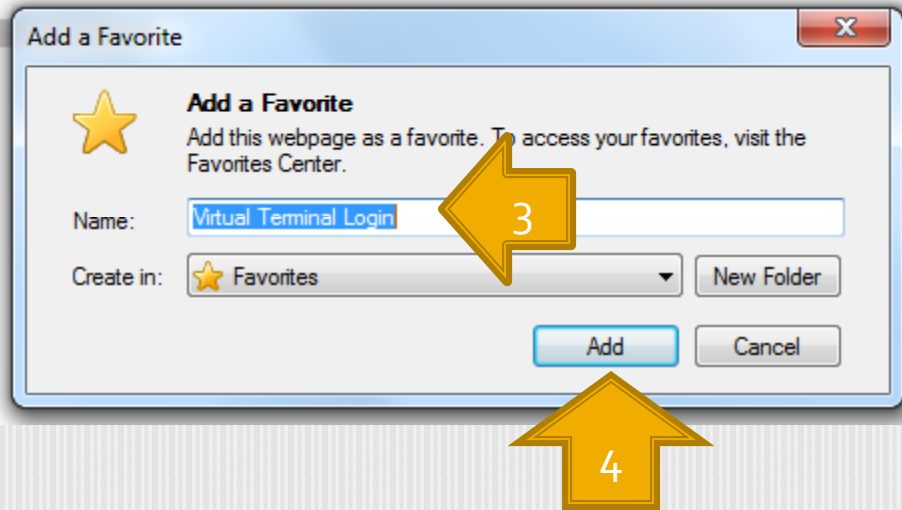 Add a Favorite
Add a Favorite
Add this webpage as a favorite. To access your favorites, visit the
Favorites Center.
Name: Virtual Terminal Login
3
Create in: Favorites New Folder
Add Cancel
4